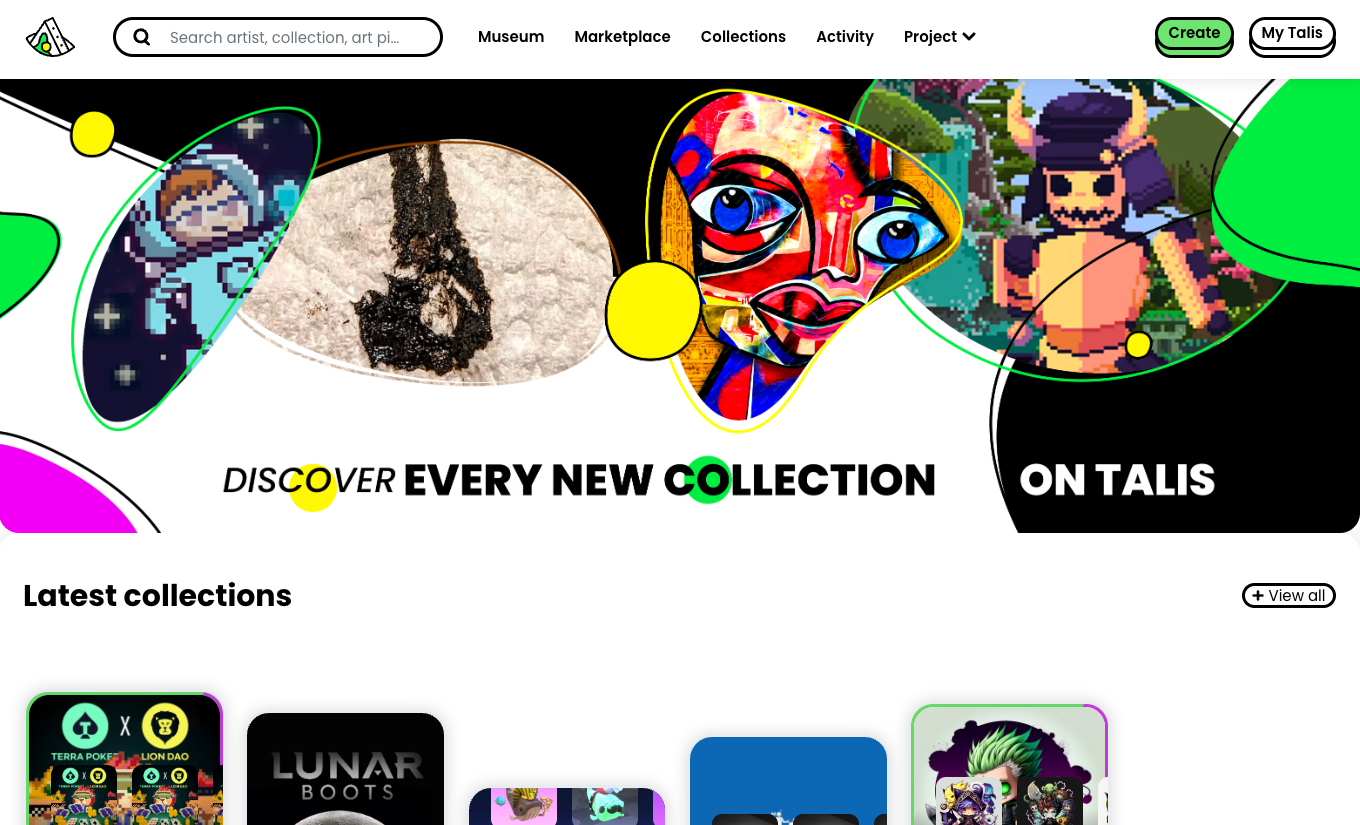 Search artist, collection, art pi...
Museum
Marketplace
Collections
Activity
Project
Create
My Talis
DISCOVER EVERY NEW COLLECTION ON TALIS
Latest collections
+ View all
TERRA POKER X LION DAO
LUNAR
BOOTS